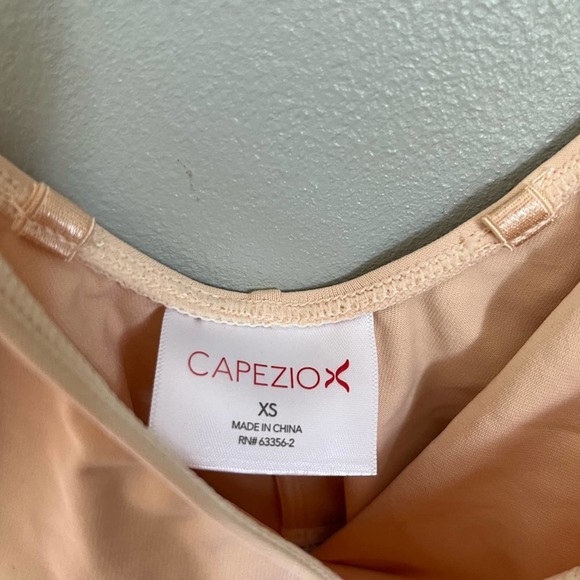 CAPEZIO
XS
MADE IN CHINA
RN# 63356-2